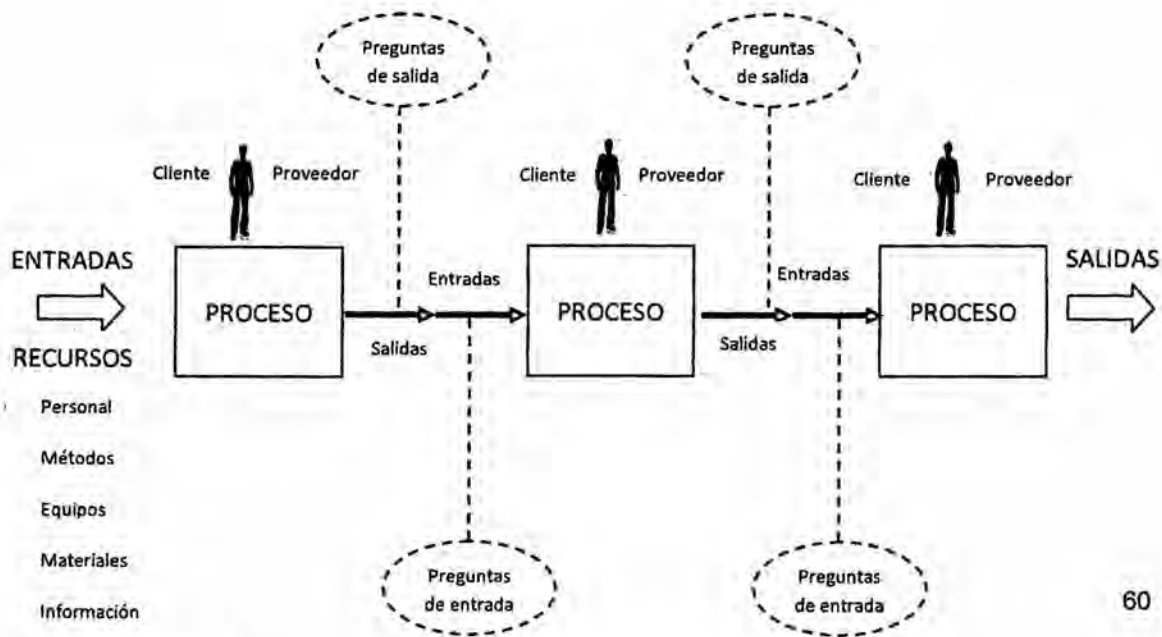 Preguntas
de salida
Preguntas
de salida
Cliente
Proveedor
Cliente
Proveedor
Cliente
Proveedor
ENTRADAS
PROCESO
Entradas
Salidas
PROCESO
Entradas
Salidas
PROCESO
SALIDAS
RECURSOS
Personal
Métodos
Equipos
Materiales
Información
Preguntas
de entrada
Preguntas
de entrada
60